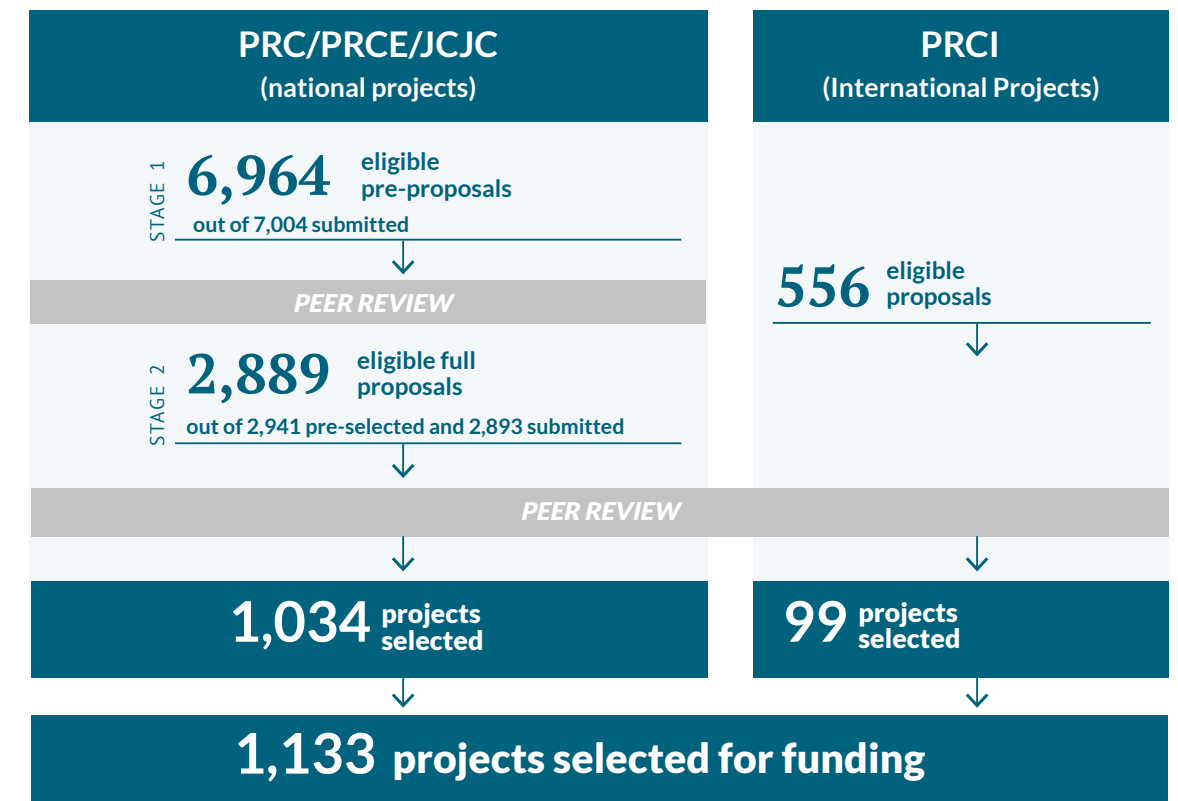 PRC/PRCE/JCJC
(national projects)
STAGE 1
6,964 eligible
pre-proposals
out of 7,004 submitted
PEER REVIEW
STAGE 2
2,889 eligible full
proposals
out of 2,941 pre-selected and 2,893 submitted
PRCI
(International Projects)
556 eligible
proposals
PEER REVIEW
1,034 projects
selected
99 projects
selected
1,133 projects selected for funding